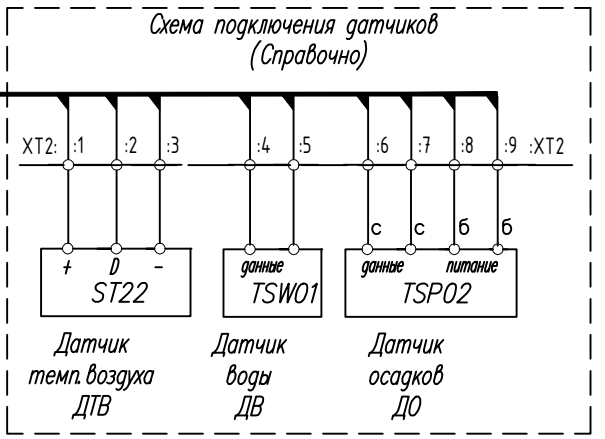 Схема подключения датчиков
(Справочно)
XT2: :1 :2 :3 :4 :5 :6 :7 :8 :9 :XT2
с с б б
+ D - данные данные питание
ST22 TSW01 TSP02
Датчик Датчик Датчик
темп. воздуха воды осадков
ДТВ ДВ ДО